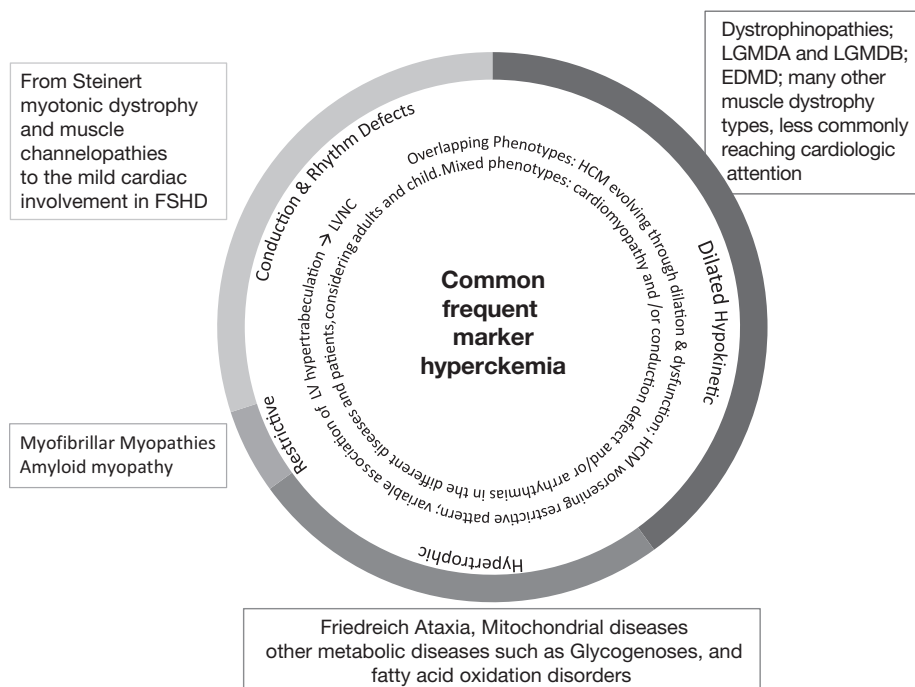 Dystrophinopathies;
LGMDA and LGMDB;
EDMD; many other
muscle dystrophy
types, less commonly
reaching cardiologic
attention
From Steinert
myotonic dystrophy
and muscle
channelopathies
to the mild cardiac
involvement in FSHD
Conduction & Rhythm Defects
Dilated Hypokinetic
Overlapping Phenotypes: HCM evolving through dilation & dysfunction; HCM worsening restrictive pattern; variable association of LV hypertrabeculation → LVNC
Mixed phenotypes: cardiomyopathy and /or conduction defect and/or arrhythmias in the different diseases and patients,considering adults and child.
Common
frequent
marker
hyperckemia
Restrictive
Myofibrillar Myopathies
Amyloid myopathy
Hypertrophic
Friedreich Ataxia, Mitochondrial diseases
other metabolic diseases such as Glycogenoses, and
fatty acid oxidation disorders